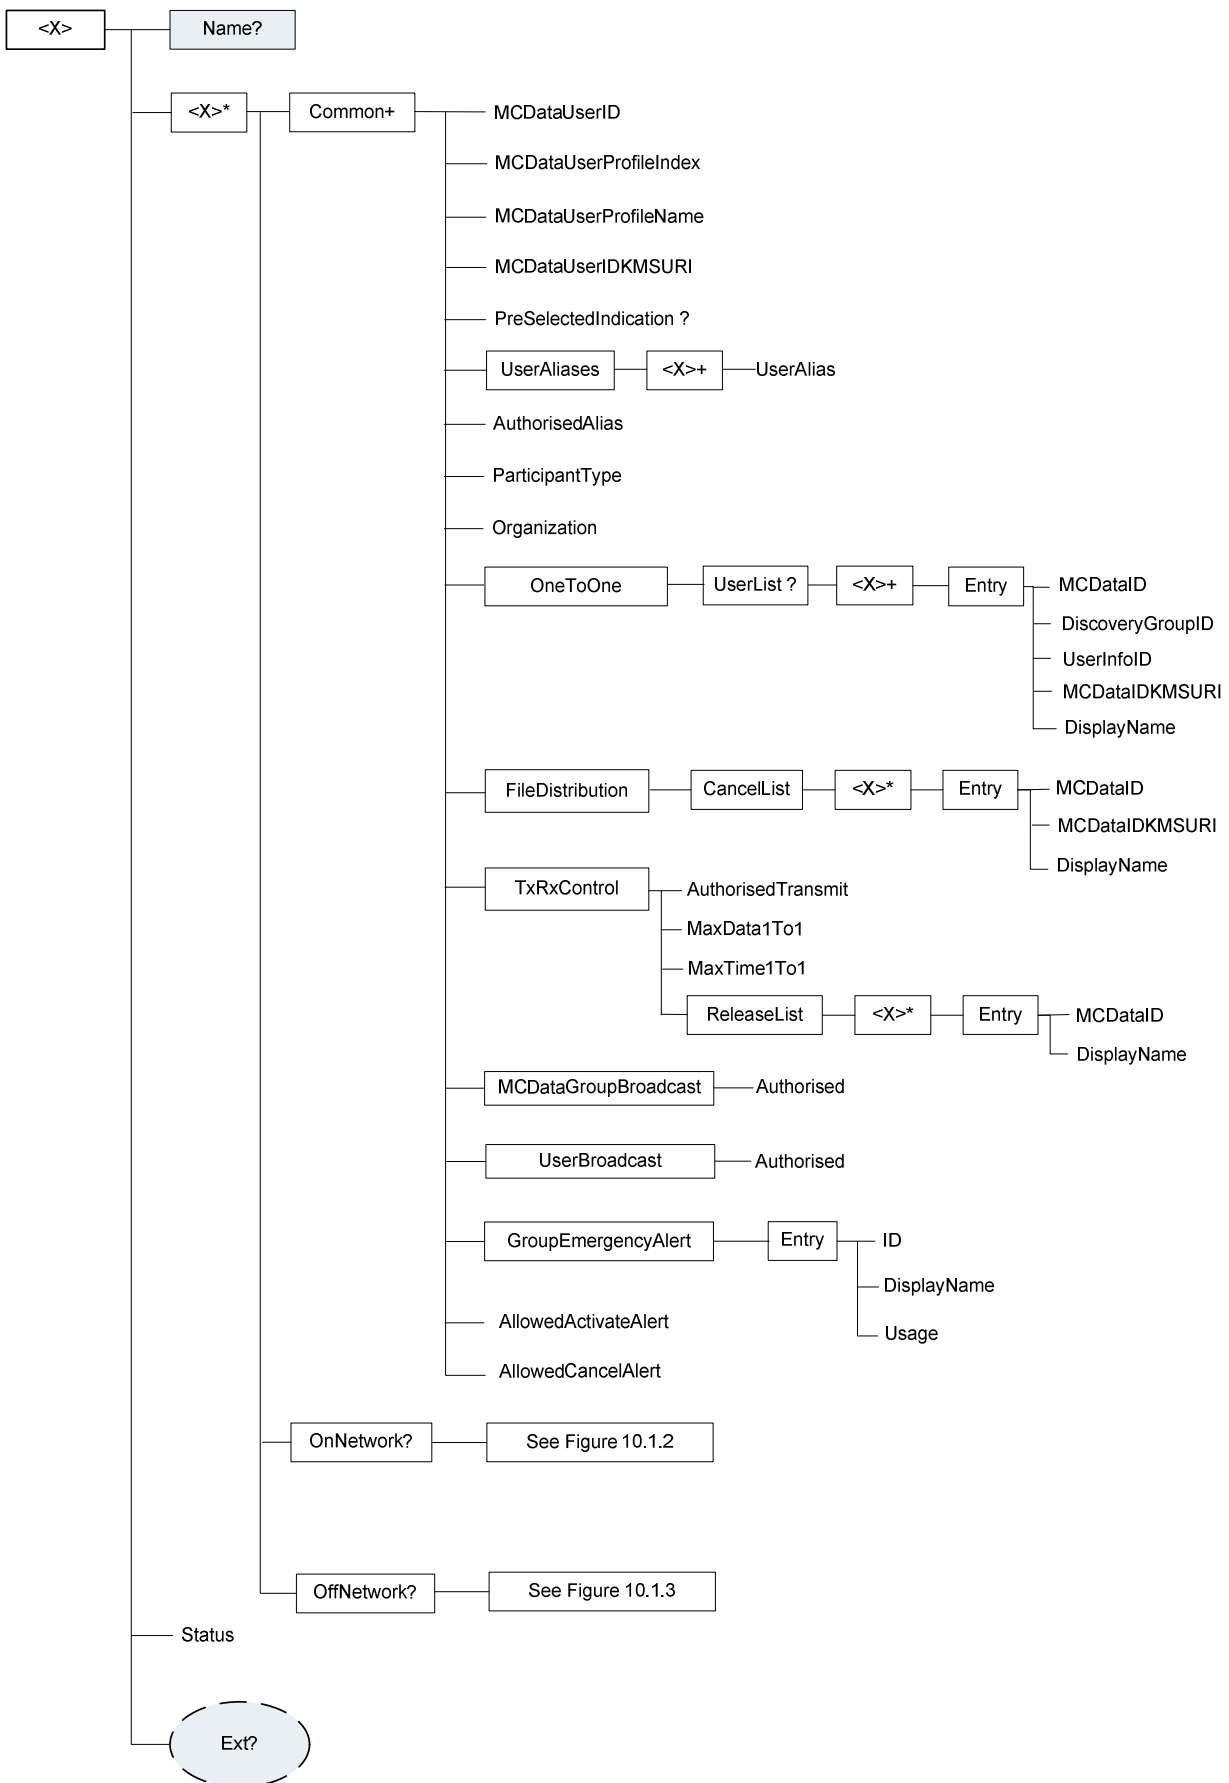 <X>
Name?
<X>*
Common+
MCDataUserID
MCDataUserProfileIndex
MCDataUserProfileName
MCDataUserIDKMSURI
PreSelectedIndication ?
UserAliases
<X>+
UserAlias
AuthorisedAlias
ParticipantType
Organization
OneToOne
UserList ?
<X>+
Entry
MCDataID
DiscoveryGroupID
UserInfoID
MCDataIDKMSURI
DisplayName
FileDistribution
CancelList
<X>*
Entry
MCDataID
MCDataIDKMSURI
DisplayName
TxRxControl
AuthorisedTransmit
MaxData1To1
MaxTime1To1
ReleaseList
<X>*
Entry
MCDataID
DisplayName
MCDataGroupBroadcast
Authorised
UserBroadcast
Authorised
GroupEmergencyAlert
Entry
ID
DisplayName
Usage
AllowedActivateAlert
AllowedCancelAlert
OnNetwork?
See Figure 10.1.2
OffNetwork?
See Figure 10.1.3
Status
Ext?